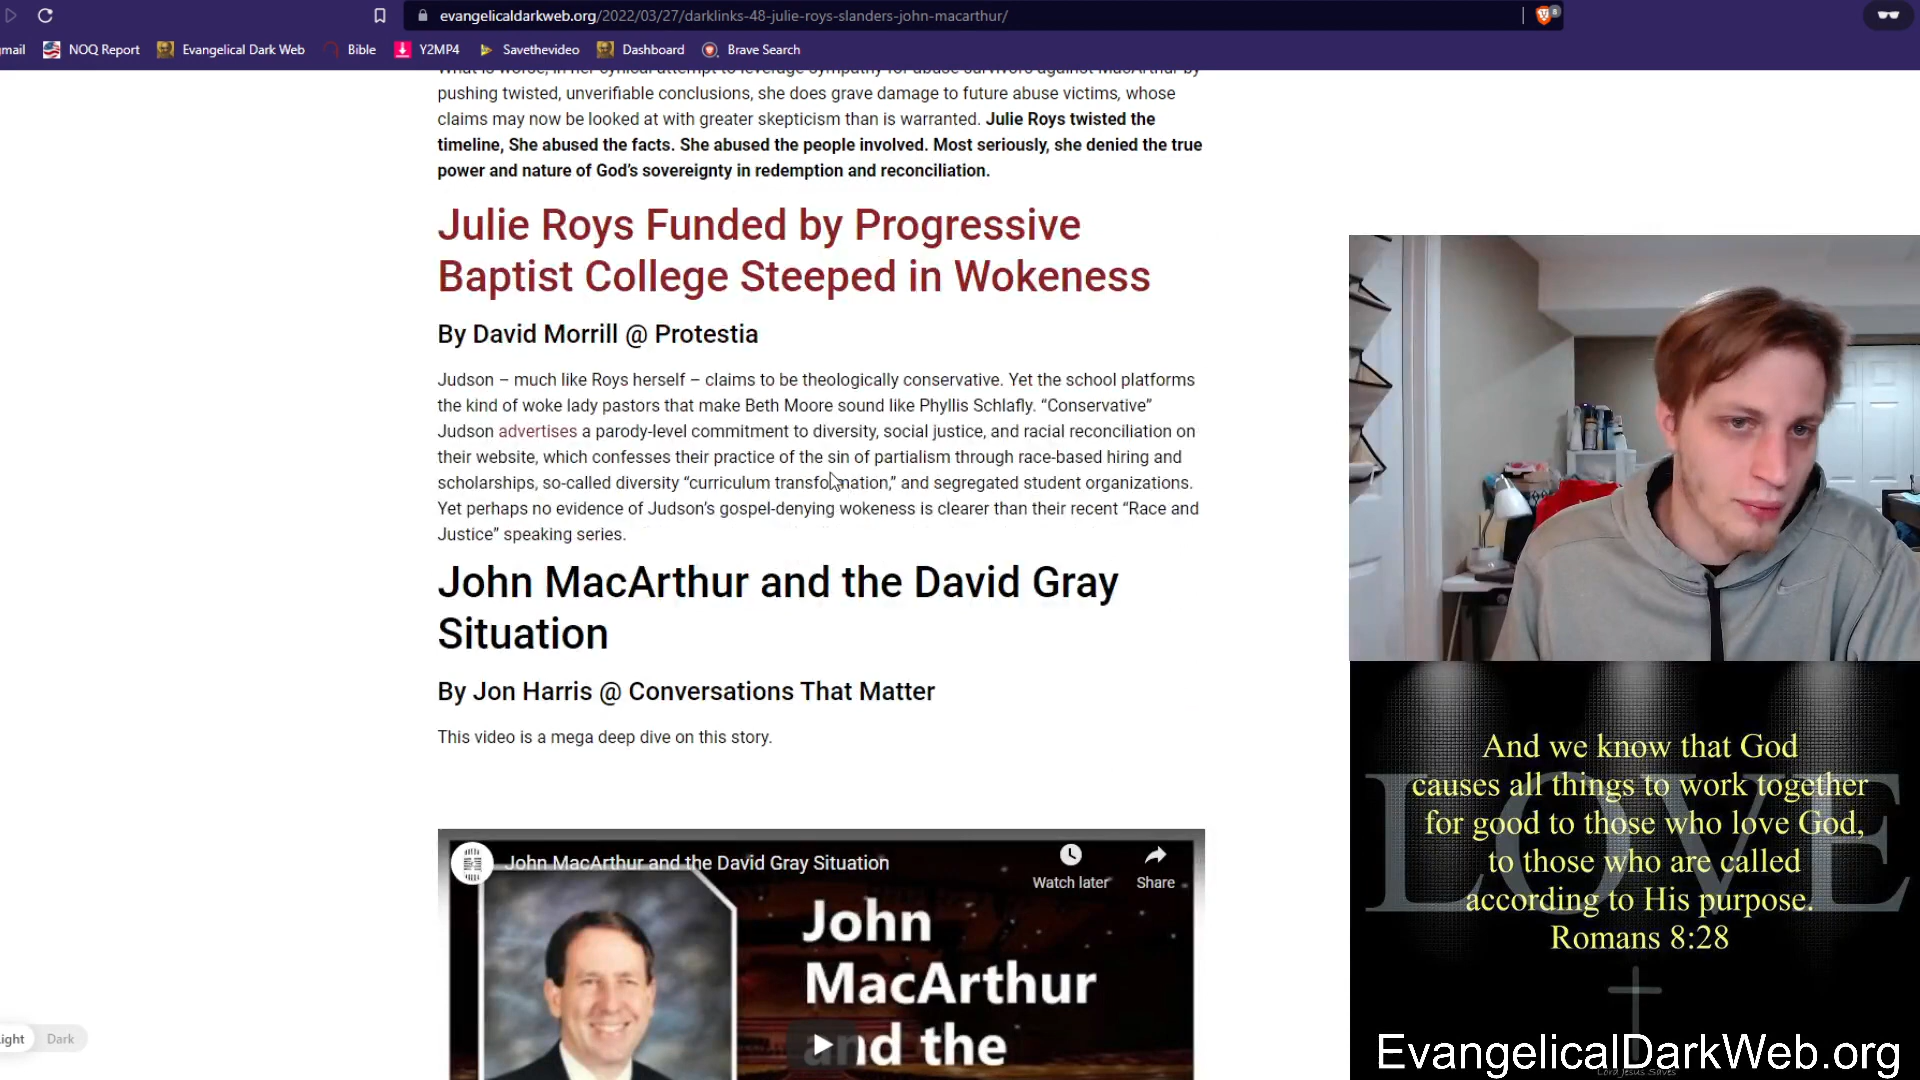 evangelicaldarkweb.org/2022/03/27/darklinks-48-julie-roys-slanders-john-macarthur/
8
mail NOQ Report Evangelical Dark Web Bible Y2MP4 Savethevideo Dashboard Brave Search
What is worse, in her cynical attempt to leverage sympathy for abuse survivors against MacArthur by
pushing twisted, unverifiable conclusions, she does grave damage to future abuse victims, whose
claims may now be looked at with greater skepticism than is warranted. Julie Roys twisted the
timeline, She abused the facts. She abused the people involved. Most seriously, she denied the true
power and nature of God’s sovereignty in redemption and reconciliation.
Julie Roys Funded by Progressive
Baptist College Steeped in Wokeness
By David Morrill @ Protestia
Judson – much like Roys herself – claims to be theologically conservative. Yet the school platforms
the kind of woke lady pastors that make Beth Moore sound like Phyllis Schlafly. “Conservative”
Judson advertises a parody-level commitment to diversity, social justice, and racial reconciliation on
their website, which confesses their practice of the sin of partialism through race-based hiring and
scholarships, so-called diversity “curriculum transformation,” and segregated student organizations.
Yet perhaps no evidence of Judson’s gospel-denying wokeness is clearer than their recent “Race and
Justice” speaking series.
John MacArthur and the David Gray
Situation
By Jon Harris @ Conversations That Matter
This video is a mega deep dive on this story.
John MacArthur and the David Gray Situation
Watch later Share
John
MacArthur
and the
ight Dark
LOVE
And we know that God
causes all things to work together
for good to those who love God,
to those who are called
according to His purpose.
Romans 8:28
EvangelicalDarkWeb.org
Lord Jesus Saves